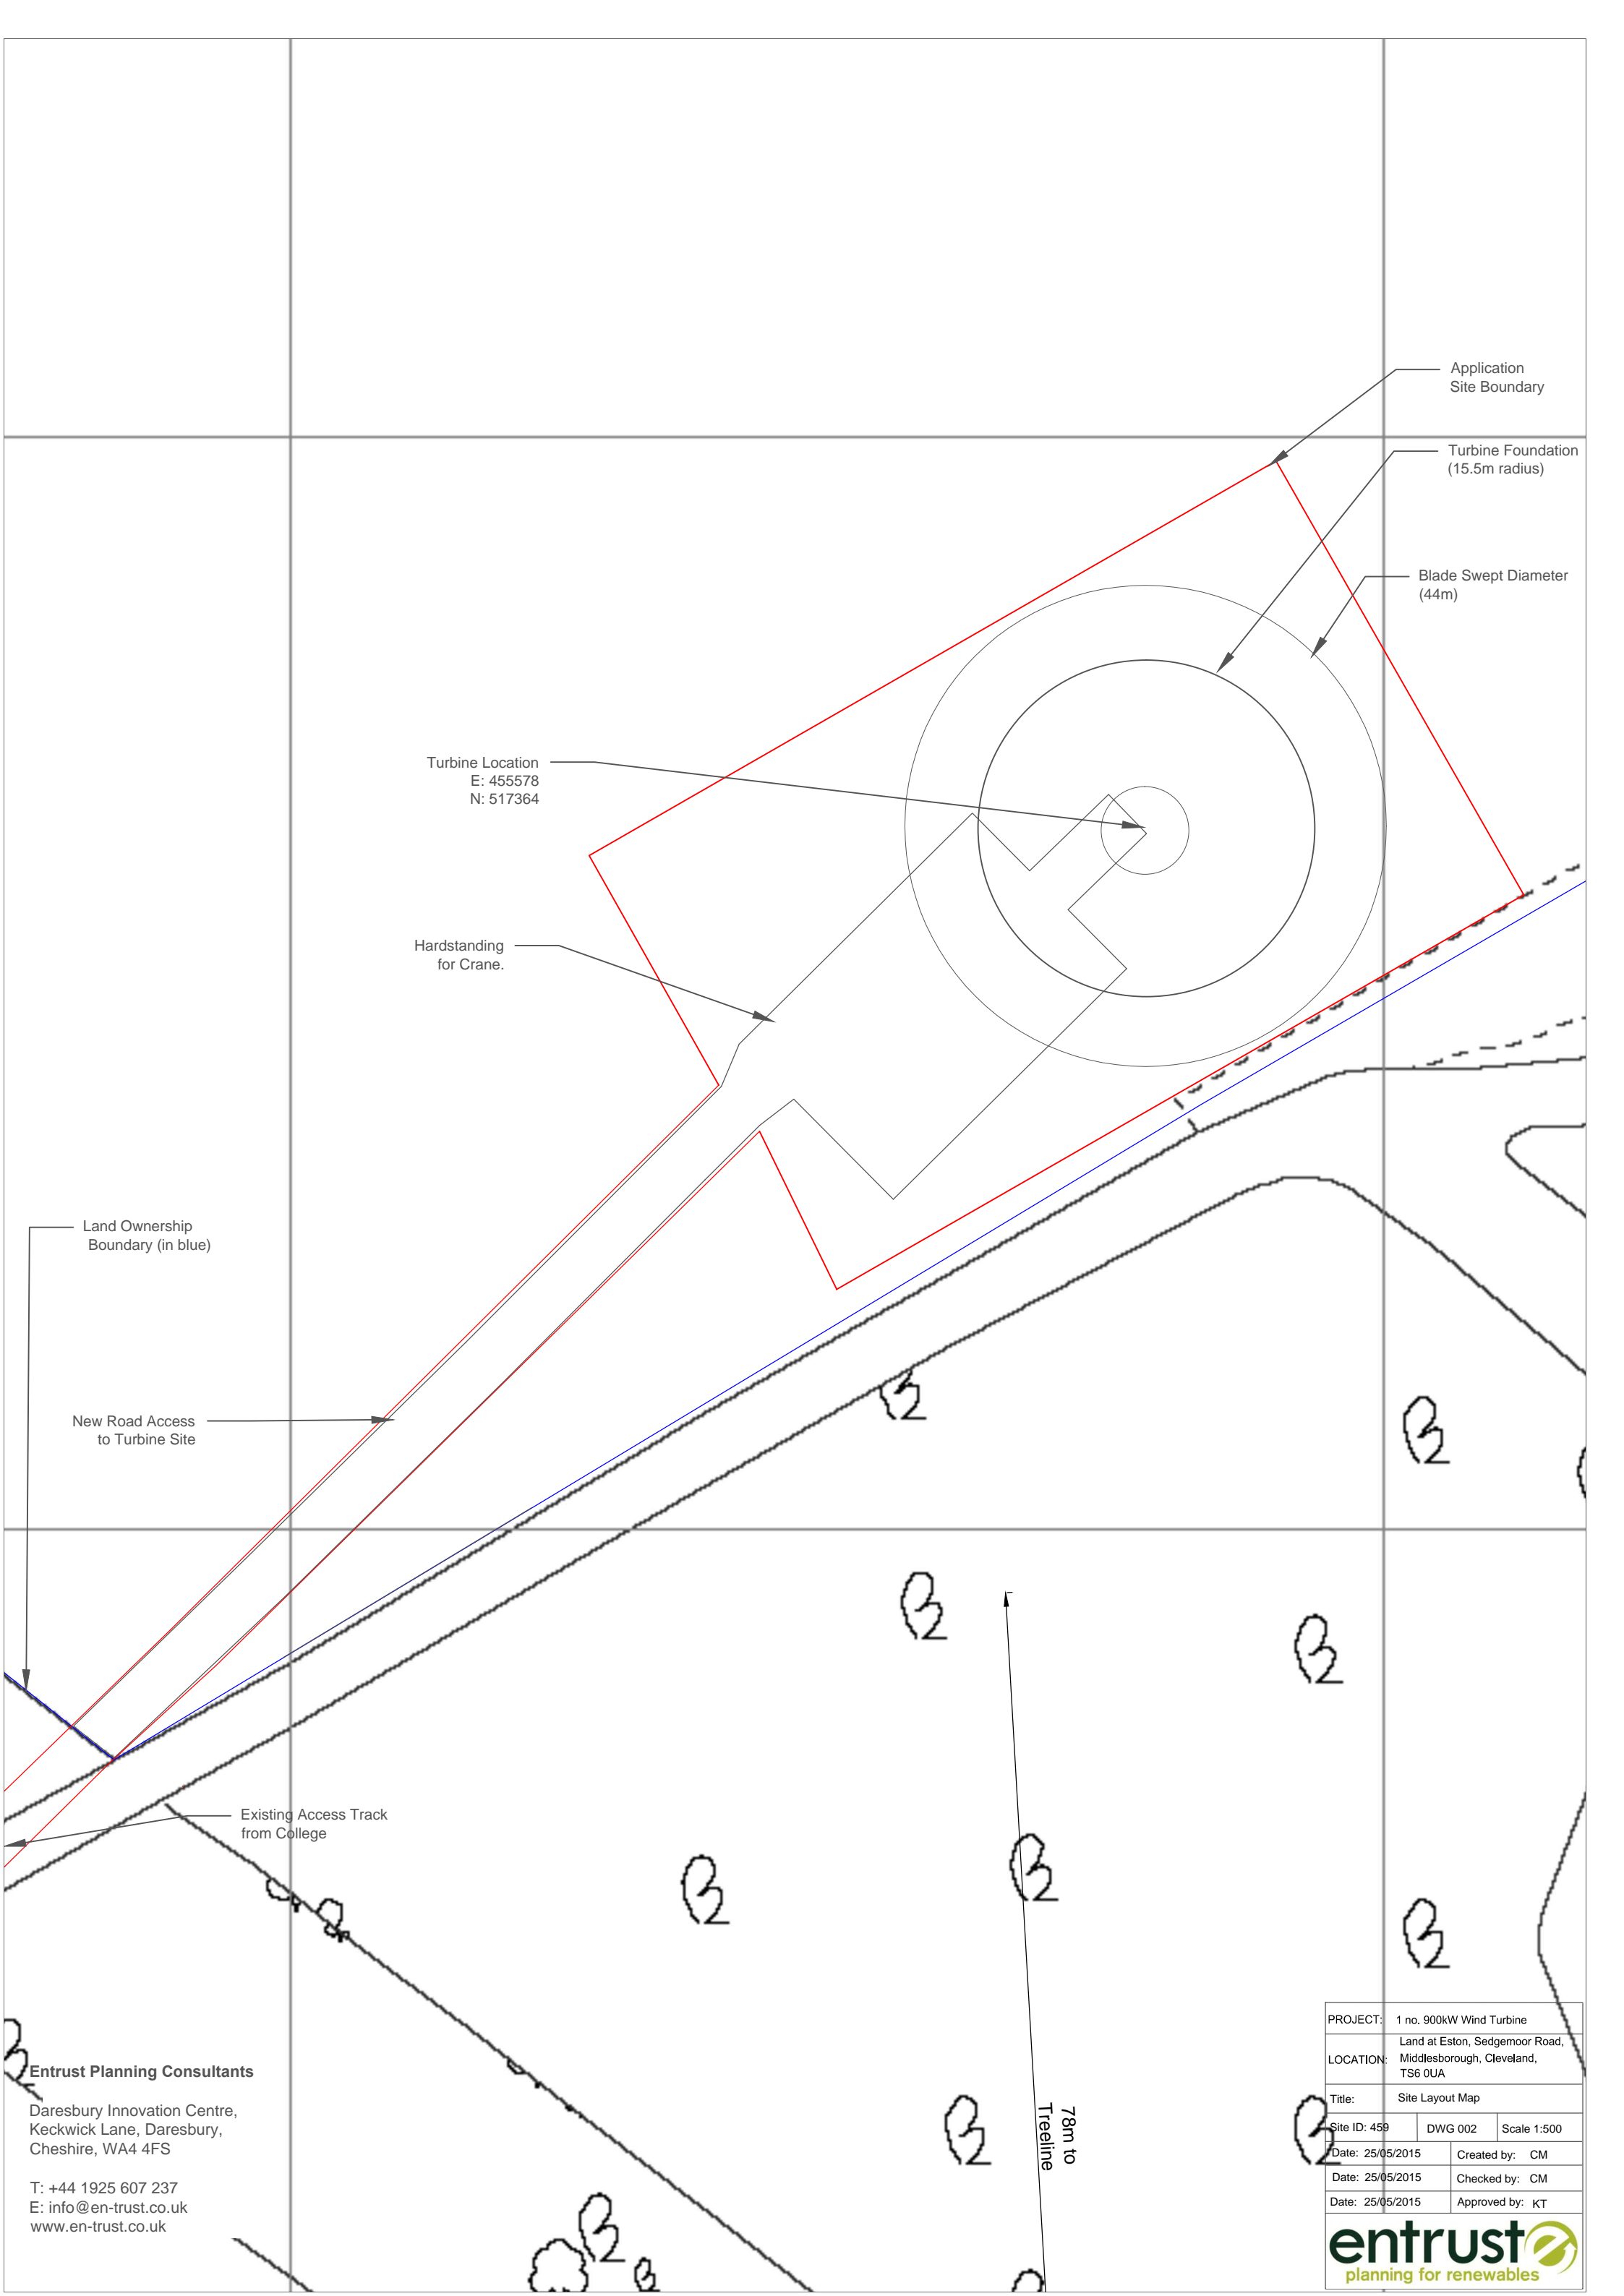 Application
Site Boundary
Turbine Foundation
(15.5m radius)
Blade Swept Diameter
(44m)
Turbine Location
E: 455578
N: 517364
Hardstanding
for Crane.
Land Ownership
Boundary (in blue)
New Road Access
to Turbine Site
Existing Access Track
from College
78m to
Treeline
Entrust Planning Consultants
Daresbury Innovation Centre,
Keckwick Lane, Daresbury,
Cheshire, WA4 4FS
T: +44 1925 607 237
E: info@en-trust.co.uk
www.en-trust.co.uk
PROJECT: 1 no. 900kW Wind Turbine
LOCATION: Land at Eston, Sedgemoor Road,
Middlesborough, Cleveland,
TS6 0UA
Title: Site Layout Map
Site ID: 459 DWG 002 Scale 1:500
Date: 25/05/2015 Created by: CM
Date: 25/05/2015 Checked by: CM
Date: 25/05/2015 Approved by: KT
entrust
planning for renewables